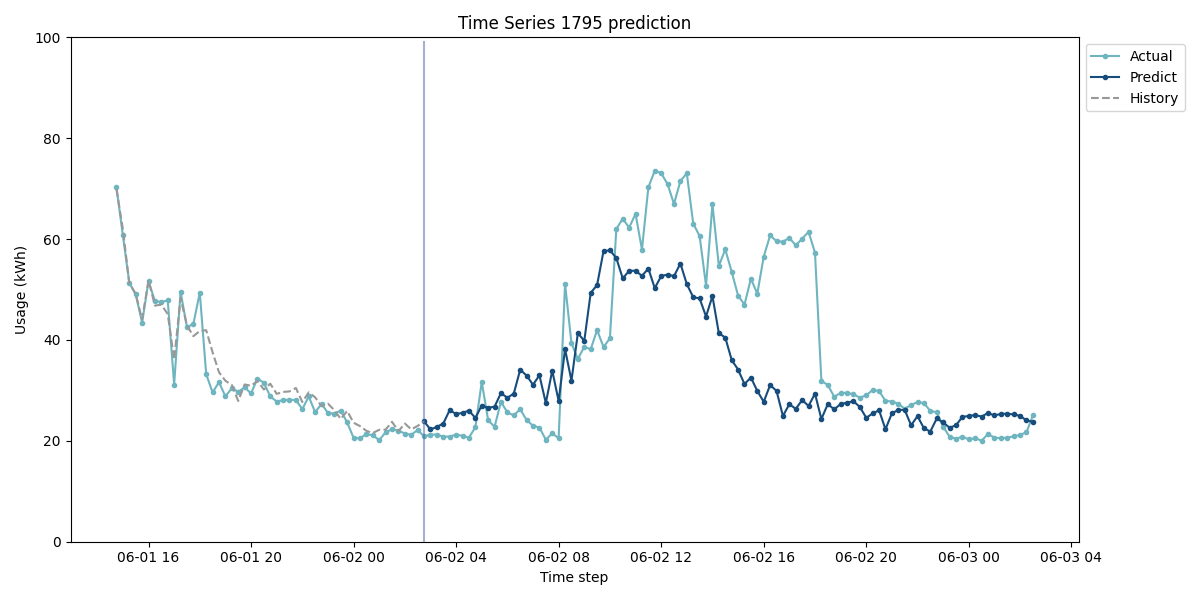 Time Series 1795 prediction
100
80
60
40
20
0
Usage (kWh)
06-01 16
06-01 20
06-02 00
06-02 04
06-02 08
06-02 12
06-02 16
06-02 20
06-03 00
06-03 04
Time step
Actual
Predict
History